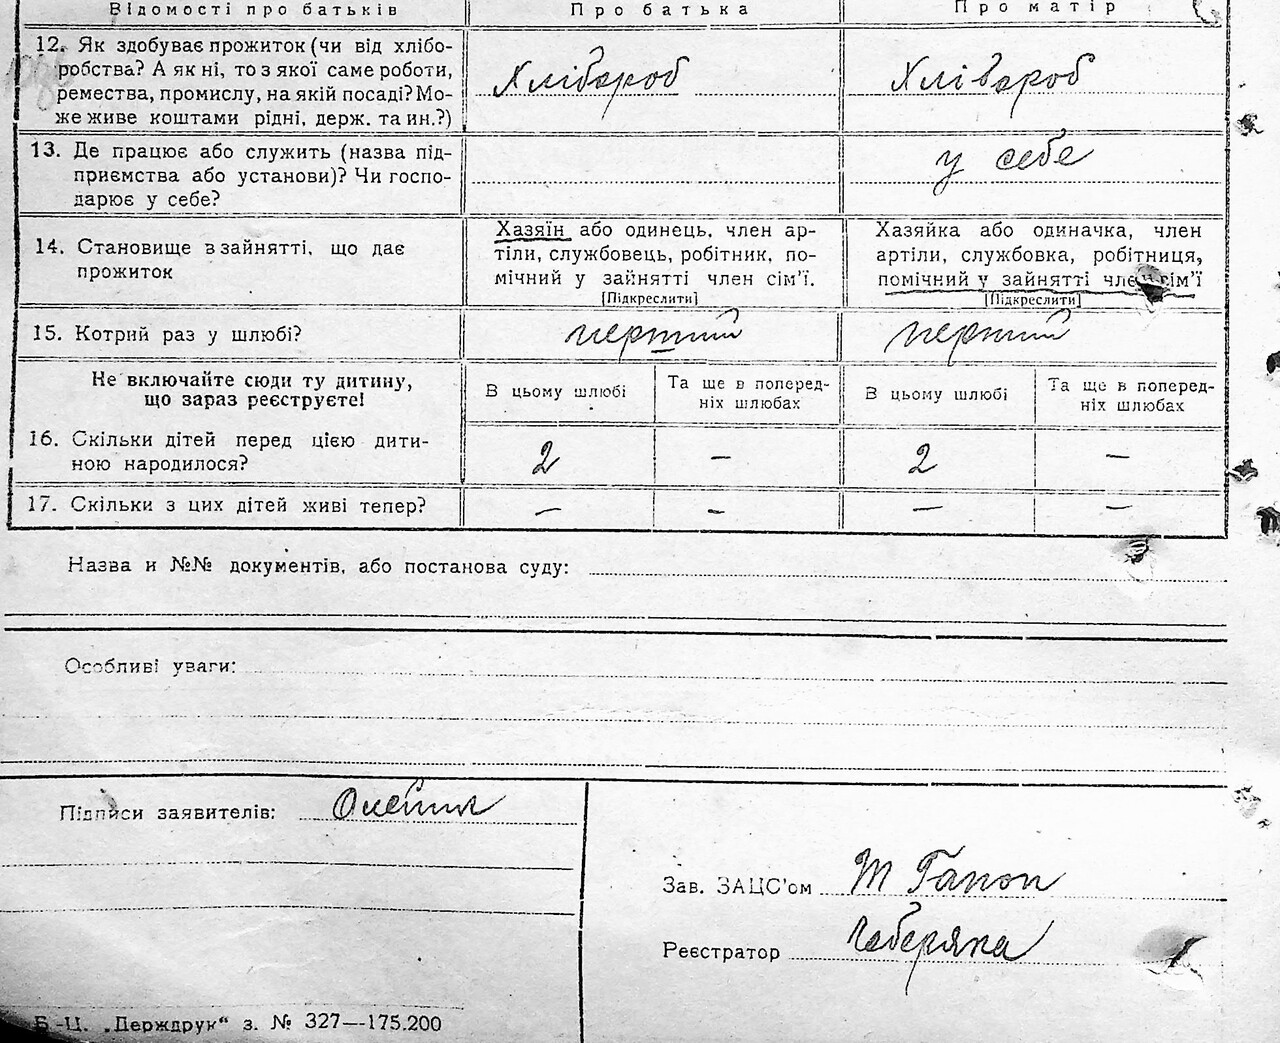 Відомості про батьків Про батька Про матір
12. Як здобуває прожиток (чи від хлібо-
робства? А як ні, то з якої саме роботи,
ремества, промислу, на якій посаді? Мо-
же живе коштами рідні, держ. та ин.?)
Хлібороб Хлівороб
13. Де працює або служить (назва під-
приємства або установи)? Чи госпо-
дарює у себе?
у себе
14. Становище в зайнятті, що дає
прожиток
Хазяїн або одинець, член ар-
тіли, службовець, робітник, по-
мічний у зайнятті член сім'ї.
[Підкреслити]
Хазяйка або одиначка, член
артіли, службовка, робітниця,
помічний у зайнятті член сім'ї
[Підкреслити]
15. Котрий раз у шлюбі? перший перший
Не включайте сюди ту дитину,
що зараз реєструєте!
В цьому шлюбі
Та ще в поперед-
ніх шлюбах
В цьому шлюбі
Та ще в поперед-
ніх шлюбах
16. Скільки дітей перед цією дити-
ною народилося?
2 — 2 —
17. Скільки з цих дітей живі тепер? — — — —
Назва и №№ документів, або постанова суду:
Особливі уваги:
Підписи заявителів:
Зав. ЗАЦС'ом Т Гапон
Реєстратор
Б.-Ц. „Держдрук“ з. № 327—175.200